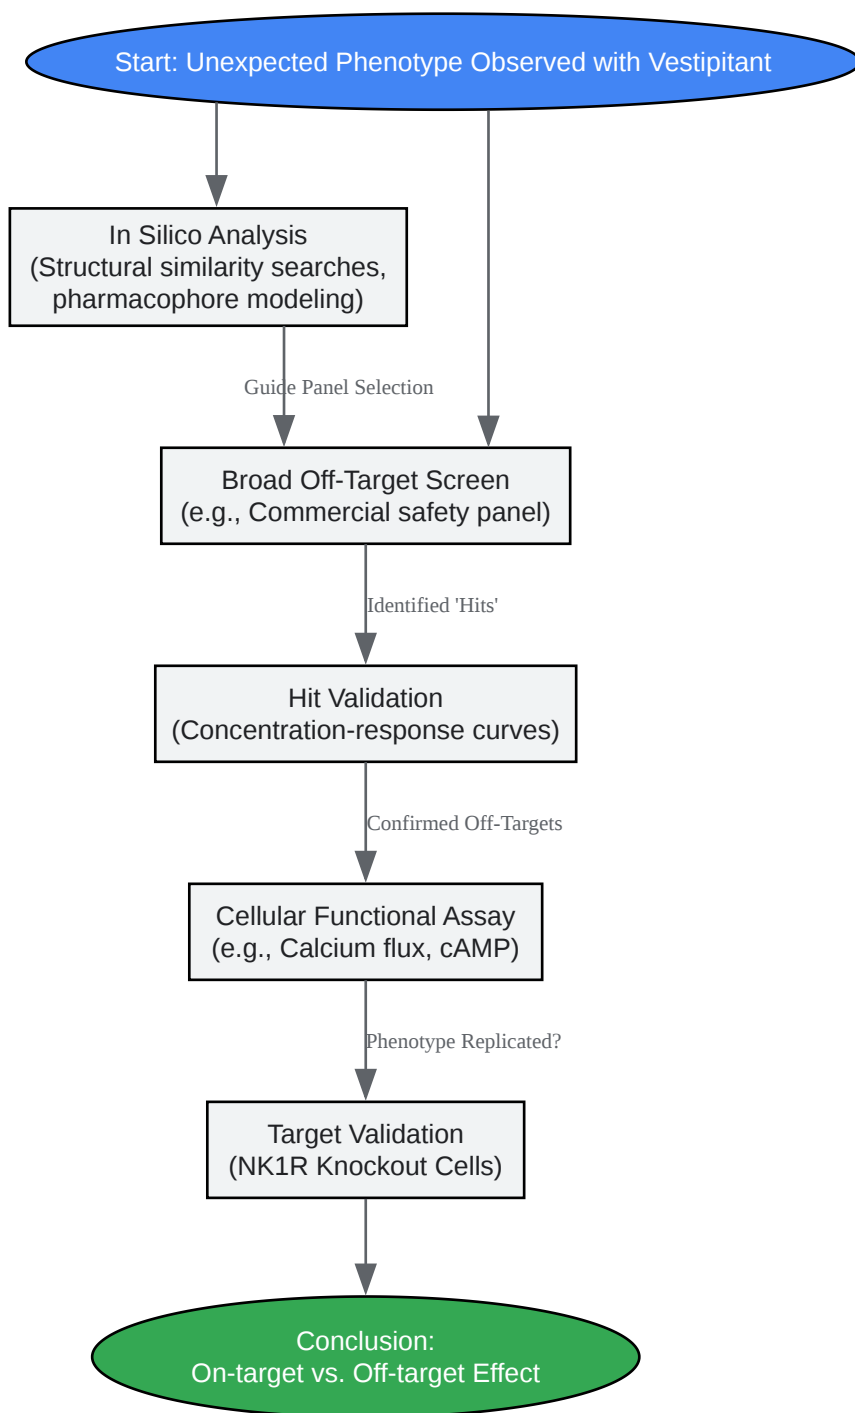 Start: Unexpected Phenotype Observed with Vestipitant
In Silico Analysis
(Structural similarity searches,
pharmacophore modeling)
Guide Panel Selection
Broad Off-Target Screen
(e.g., Commercial safety panel)
Identified 'Hits'
Hit Validation
(Concentration-response curves)
Confirmed Off-Targets
Cellular Functional Assay
(e.g., Calcium flux, cAMP)
Phenotype Replicated?
Target Validation
(NK1R Knockout Cells)
Conclusion:
On-target vs. Off-target Effect